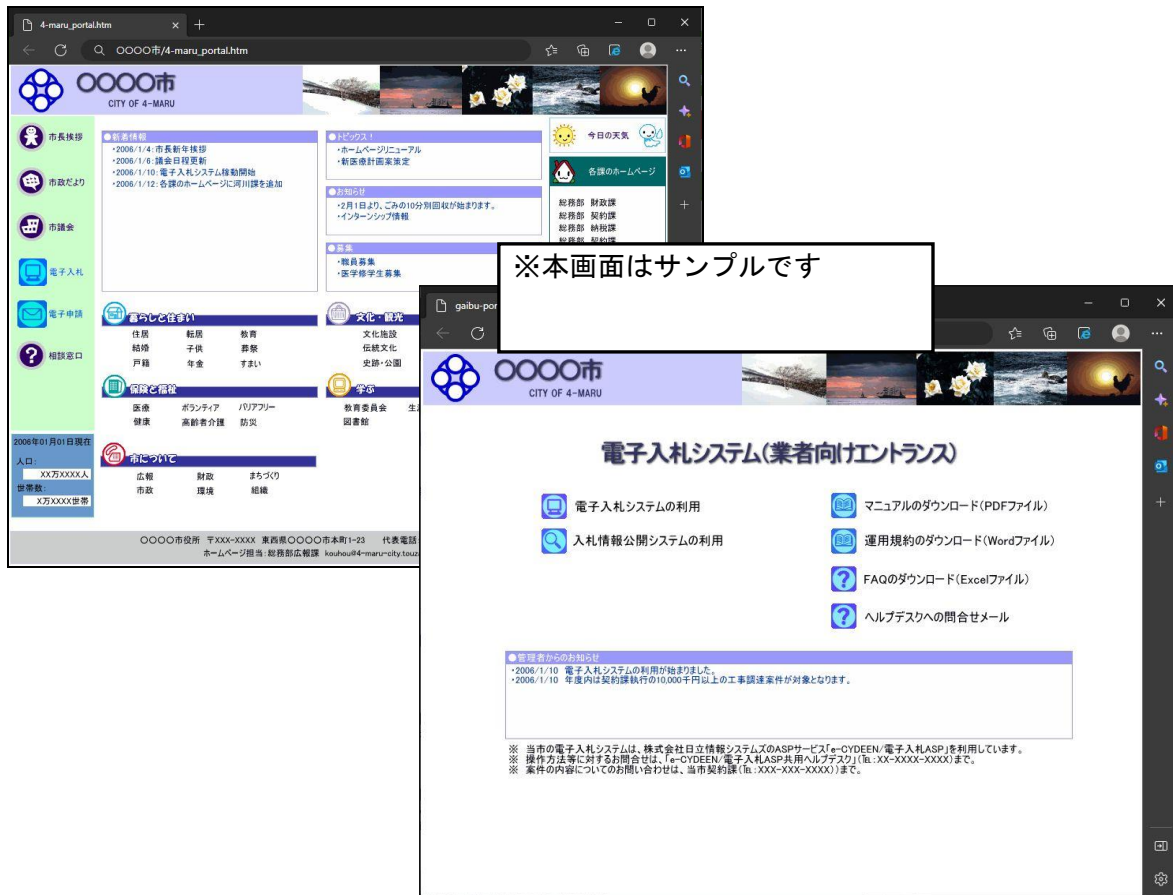 4-maru_portal.htm
〇〇〇〇市/4-maru_portal.htm
〇〇〇〇市
CITY OF 4-MARU
市長挨拶
市政だより
市議会
電子入札
電子申請
相談窓口
2006年01月01日現在
人口:
XX万XXXX人
世帯数:
X万XXXX世帯
●新着情報
・2006/1/4:市長新年挨拶
・2006/1/6:議会日程更新
・2006/1/10:電子入札システム稼動開始
・2006/1/12:各課のホームページに河川課を追加
●トピックス!
・ホームページリニューアル
・新医療計画案策定
●お知らせ
・2月1日より、ごみの10分別回収が始まります。
・インターンシップ情報
●募集
・職員募集
・医学修学生募集
今日の天気
各課のホームページ
総務部 財政課
総務部 契約課
総務部 納税課
総務部 契約課
暮らしと住まい
住居 転居 教育
結婚 子供 葬祭
戸籍 年金 すまい
文化・観光
文化施設
伝統文化
史跡・公園
保険と福祉
医療 ボランティア バリアフリー
健康 高齢者介護 防災
学ぶ
教育委員会
図書館
市について
広報 財政 まちづくり
市政 環境 組織
〇〇〇〇市役所 〒XXX-XXXX 東西県〇〇〇〇市本町1-23 代表電話
ホームページ担当:総務部広報課 kouhou@4-maru-city.touz
※本画面はサンプルです
gaibu-por
〇〇〇〇市
CITY OF 4-MARU
電子入札システム(業者向けエントランス)
電子入札システムの利用
入札情報公開システムの利用
マニュアルのダウンロード(PDFファイル)
運用規約のダウンロード(Wordファイル)
FAQのダウンロード(Excelファイル)
ヘルプデスクへの問合せメール
●管理者からのお知らせ
・2006/1/10 電子入札システムの利用が始まりました。
・2006/1/10 年度内は契約課執行の10,000千円以上の工事調達案件が対象となります。
※ 当市の電子入札システムは、株式会社日立情報システムズのASPサービス「e-CYDEEN/電子入札ASP」を利用しています。
※ 操作方法等に対するお問合せは、「e-CYDEEN/電子入札ASP共用ヘルプデスク」(℡:XX-XXXX-XXXX)まで。
※ 案件の内容についてのお問い合わせは、当市契約課(℡:XXX-XXX-XXXX))まで。